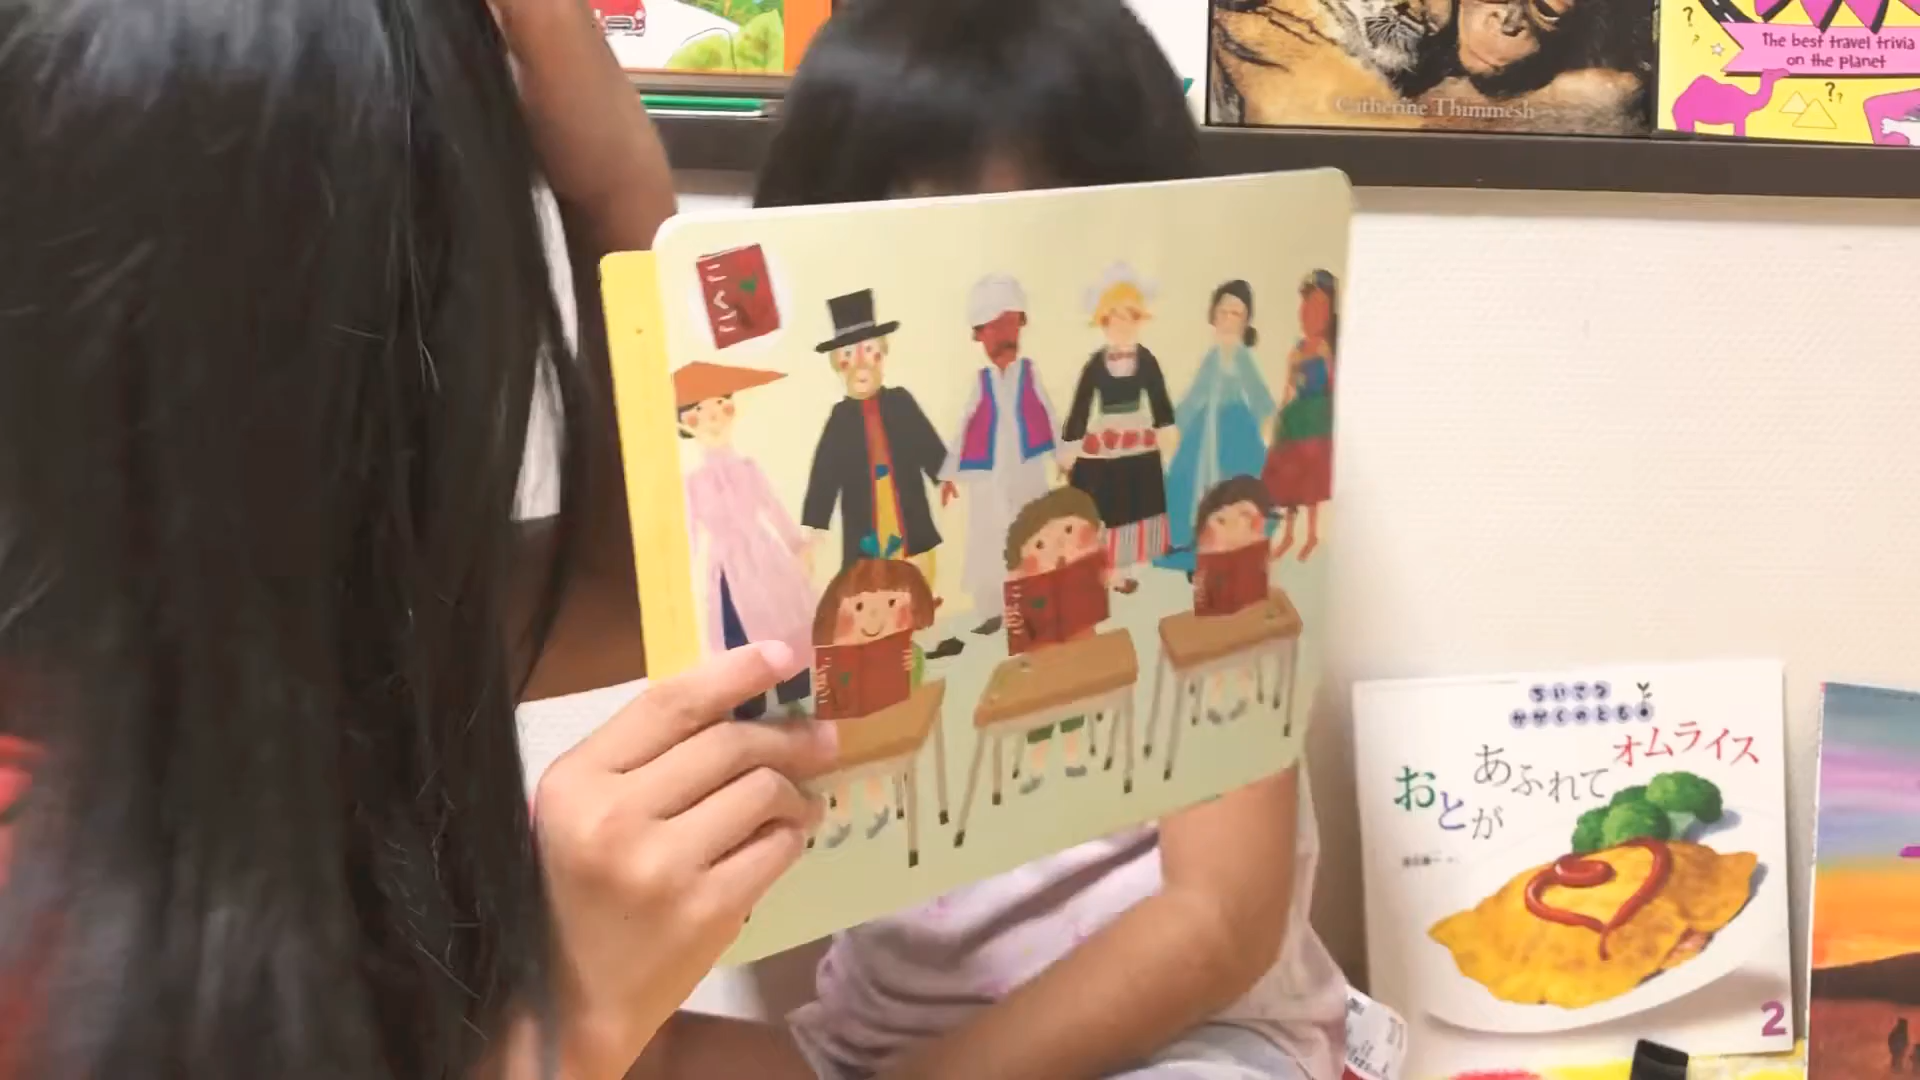 The best travel trivia
on the planet
Catherine Thimmesh
こくご
ちいさな
かがくのとも
おとが
あふれて
オムライス
2